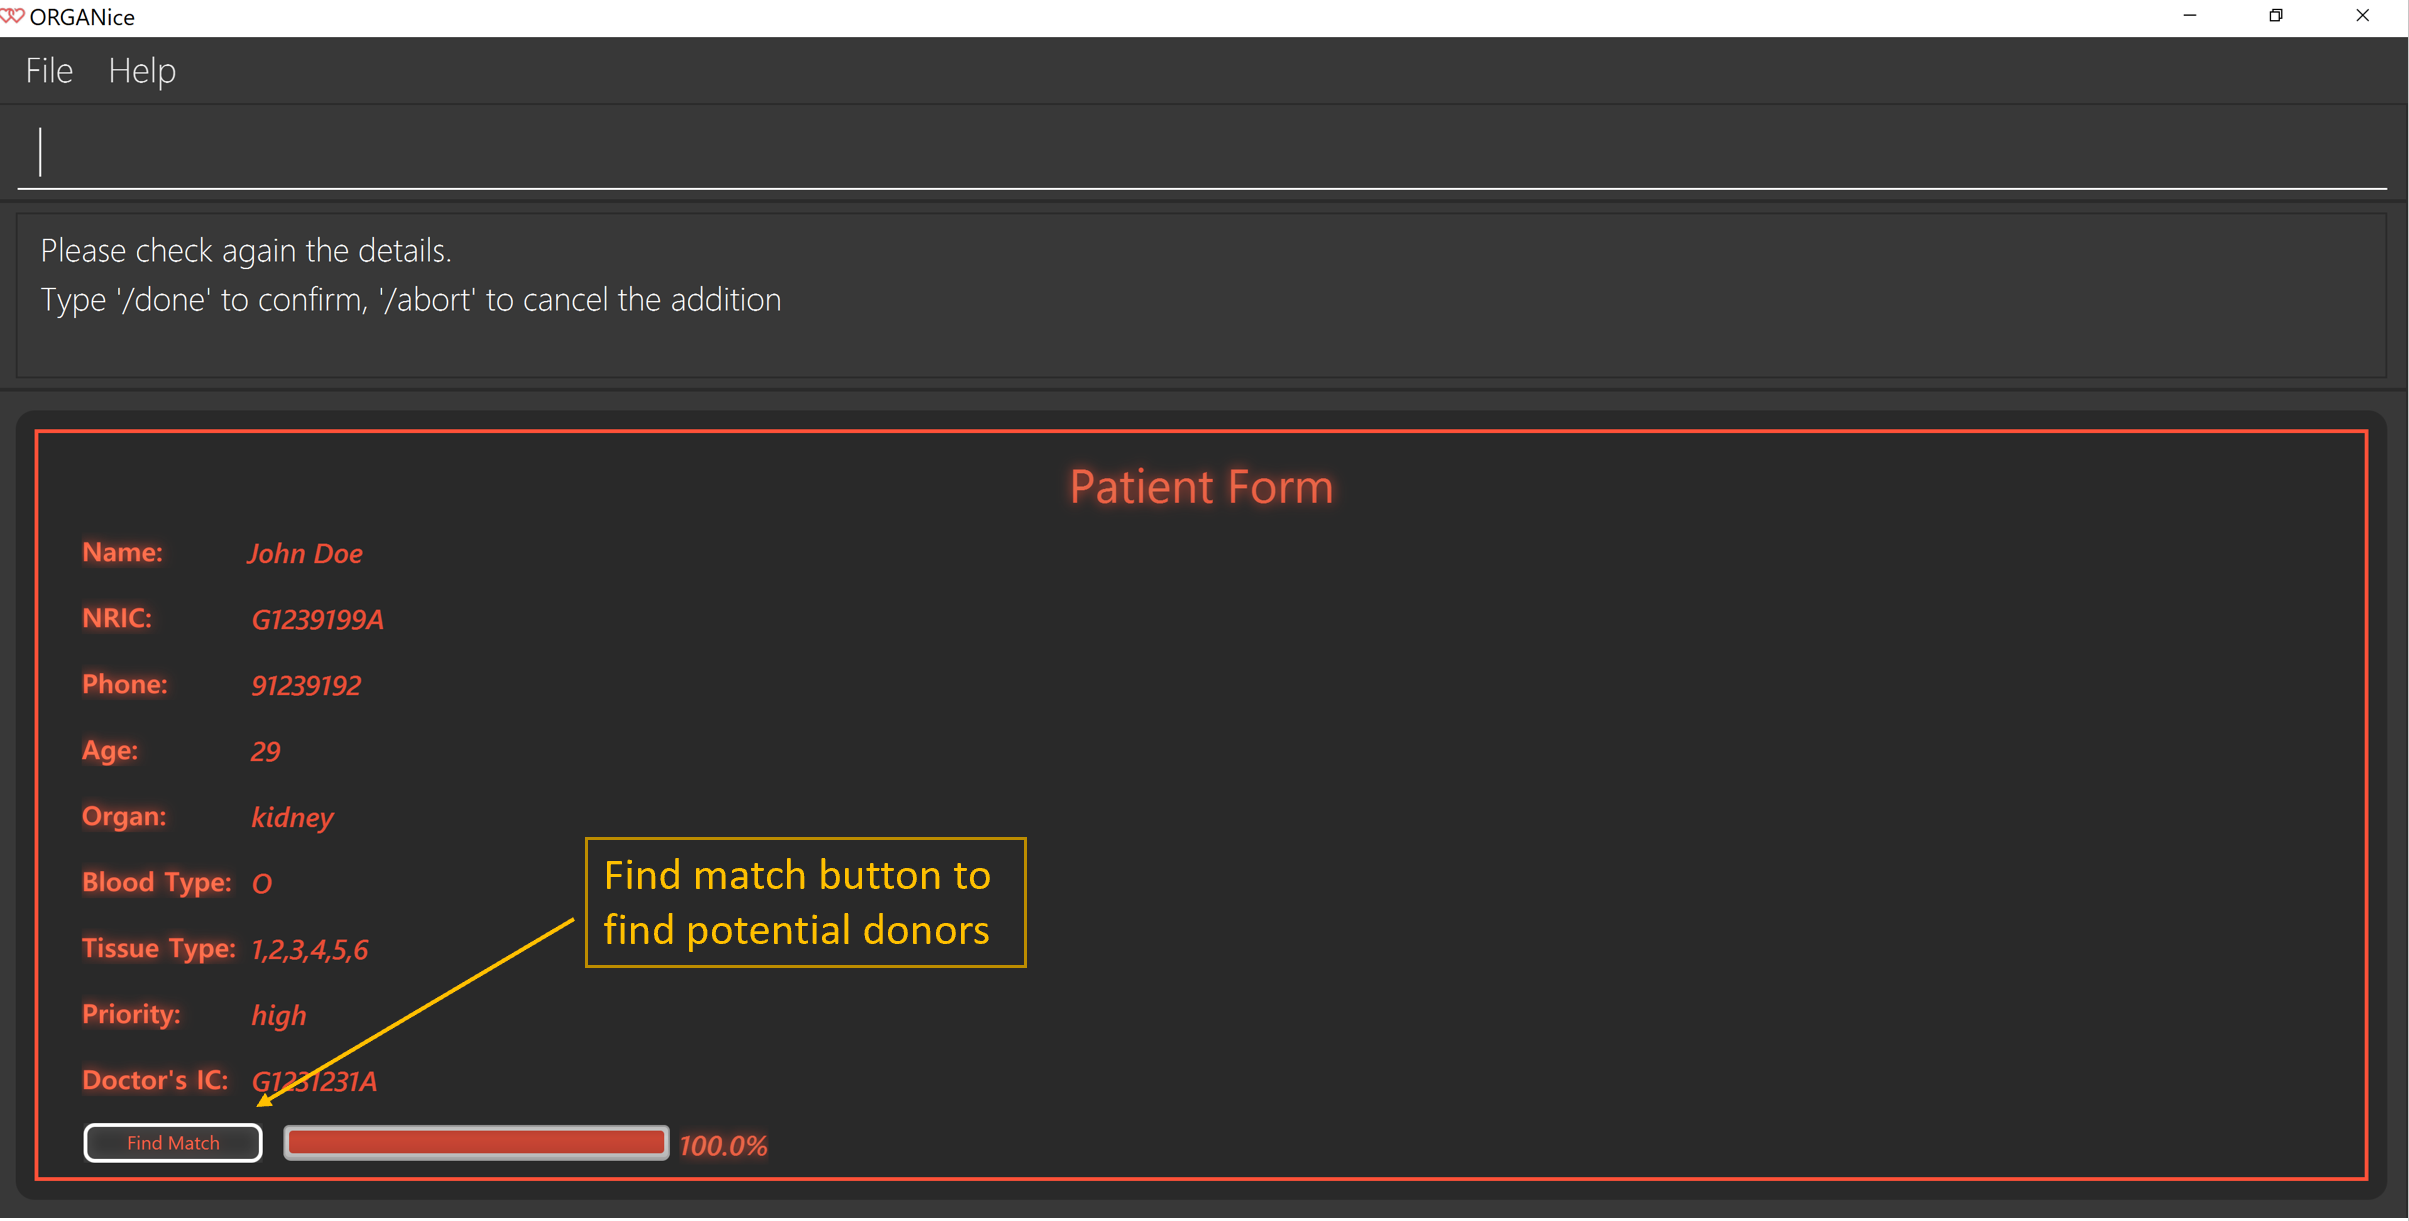 ORGANice
File Help
Please check again the details.
Type '/done' to confirm, '/abort' to cancel the addition
Patient Form
Name: John Doe
NRIC: G1239199A
Phone: 91239192
Age: 29
Organ: kidney
Blood Type: O
Tissue Type: 1,2,3,4,5,6
Priority: high
Doctor's IC: G1231231A
Find Match 100.0%
Find match button to
find potential donors